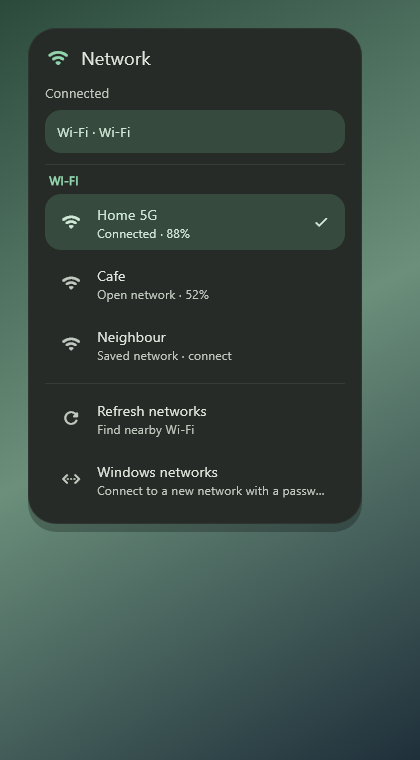 Network
Connected
Wi-Fi · Wi-Fi
WI-FI
Home 5G
Connected · 88%
Cafe
Open network · 52%
Neighbour
Saved network · connect
Refresh networks
Find nearby Wi-Fi
Windows networks
Connect to a new network with a passw...